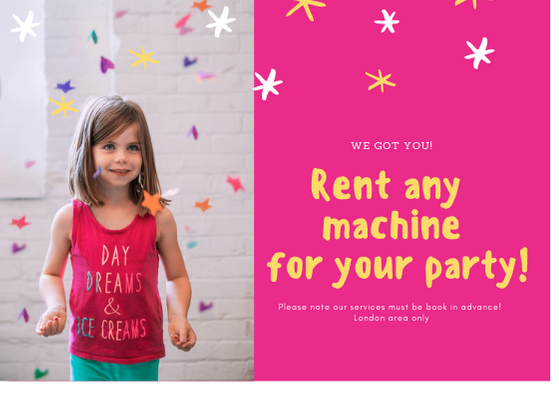 DAY
DREAMS
&
ICE CREAMS
WE GOT YOU!
Rent any
machine
for your party!
Please note our services must be book in advance!
London area only